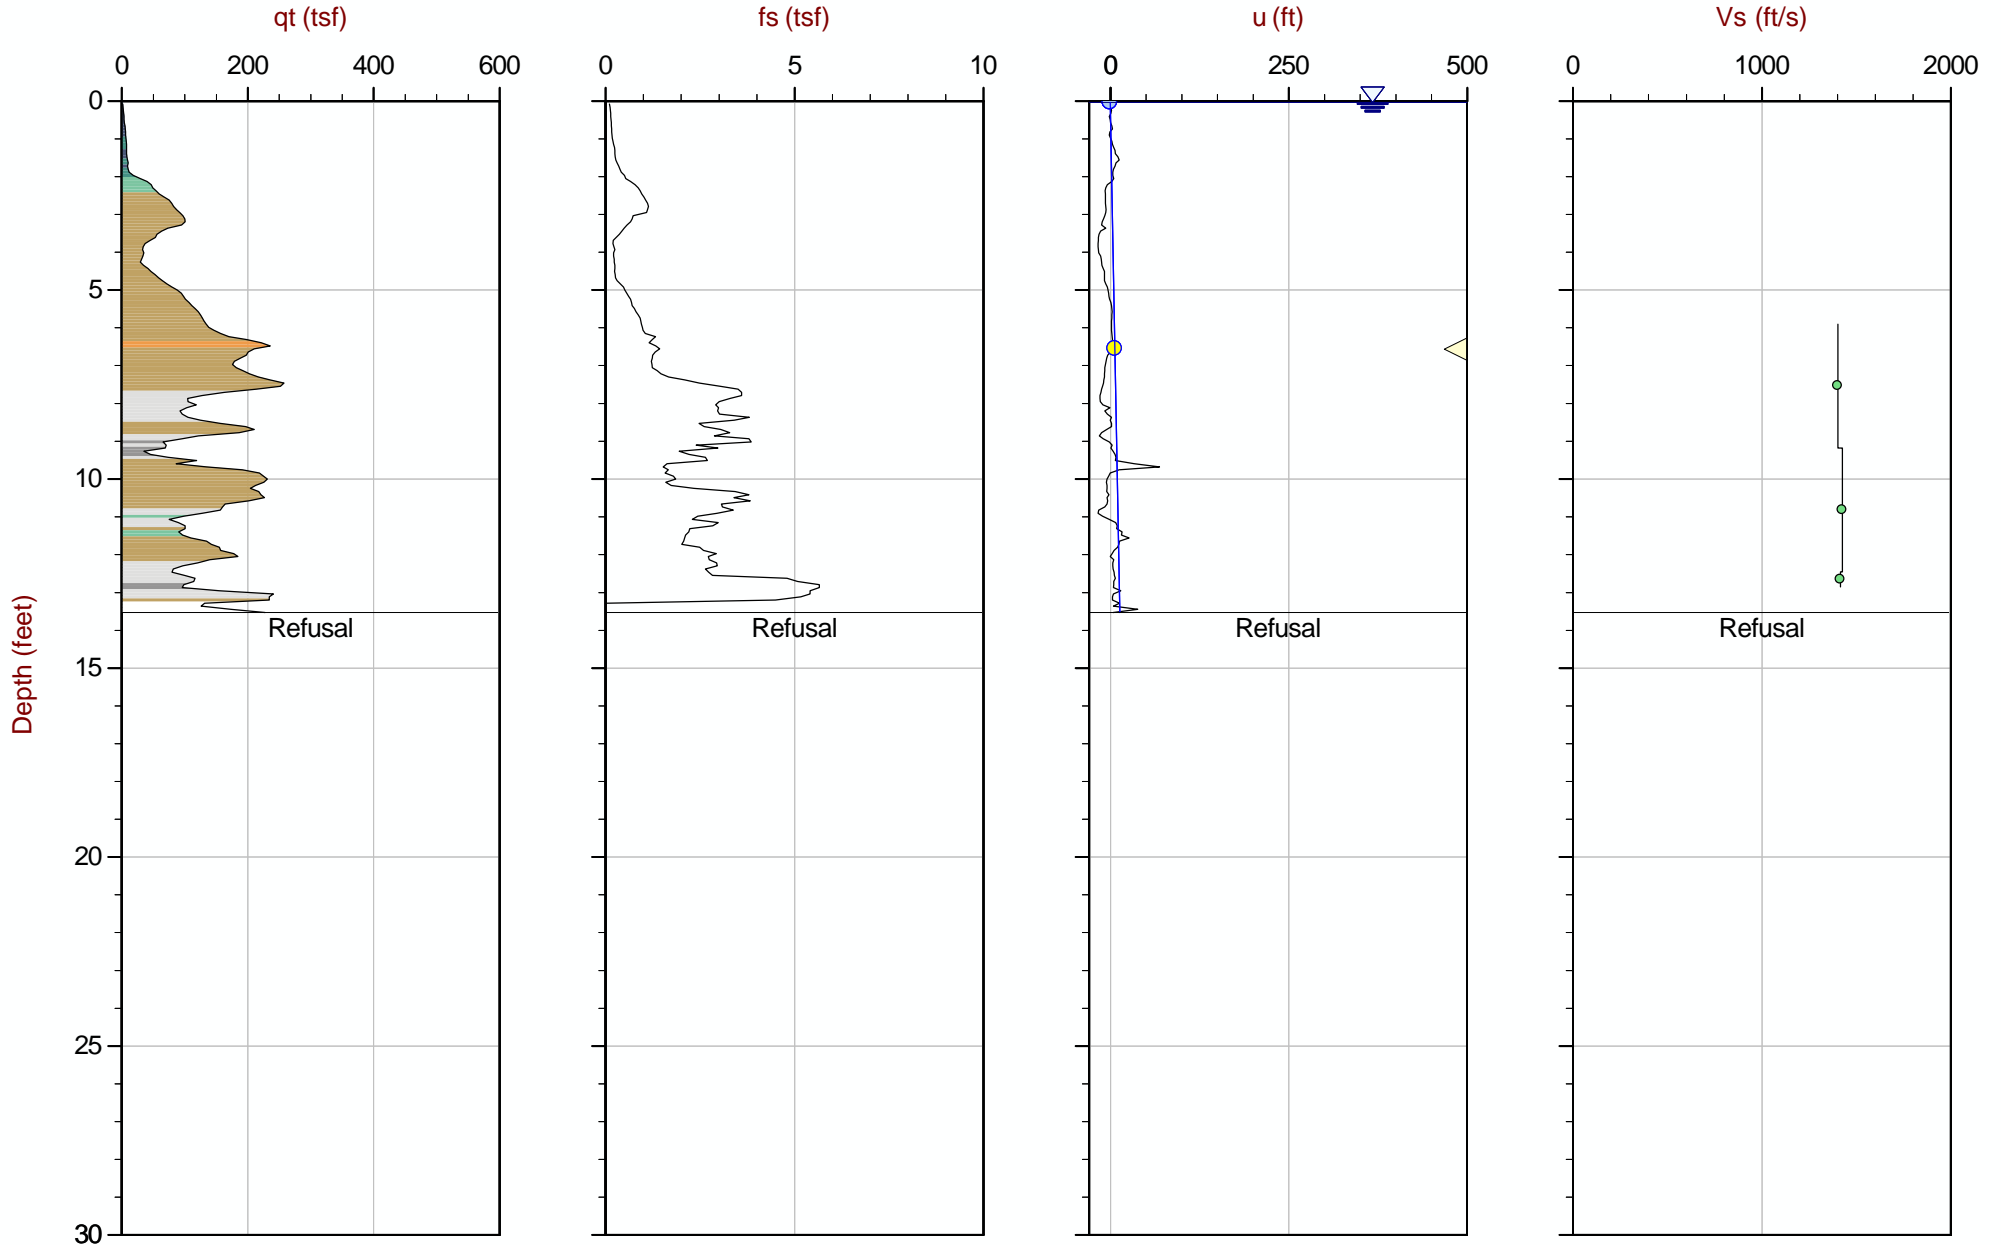 qt (tsf) fs (tsf) u (ft) Vs (ft/s)
0 200 400 600 0 5 10 0 250 500 0 1000 2000
0
5
10
Refusal Refusal Refusal Refusal
15
20
25
30
Depth (feet)